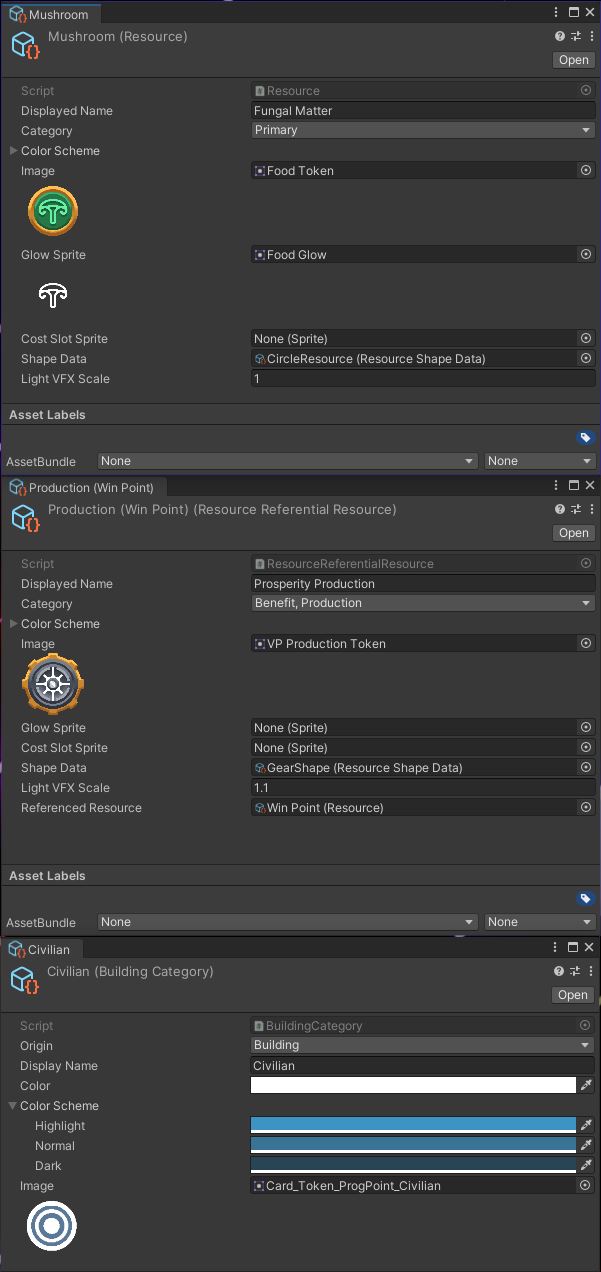 Mushroom
Mushroom (Resource)
Open
Script Resource
Displayed Name Fungal Matter
Category Primary
Color Scheme
Image Food Token
Glow Sprite Food Glow
Cost Slot Sprite None (Sprite)
Shape Data CircleResource (Resource Shape Data)
Light VFX Scale 1
Asset Labels
AssetBundle None None
Production (Win Point)
Production (Win Point) (Resource Referential Resource)
Open
Script ResourceReferentialResource
Displayed Name Prosperity Production
Category Benefit, Production
Color Scheme
Image VP Production Token
Glow Sprite None (Sprite)
Cost Slot Sprite None (Sprite)
Shape Data GearShape (Resource Shape Data)
Light VFX Scale 1.1
Referenced Resource Win Point (Resource)
Asset Labels
AssetBundle None None
Civilian
Civilian (Building Category)
Open
Script BuildingCategory
Origin Building
Display Name Civilian
Color
Color Scheme
Highlight
Normal
Dark
Image Card_Token_ProgPoint_Civilian